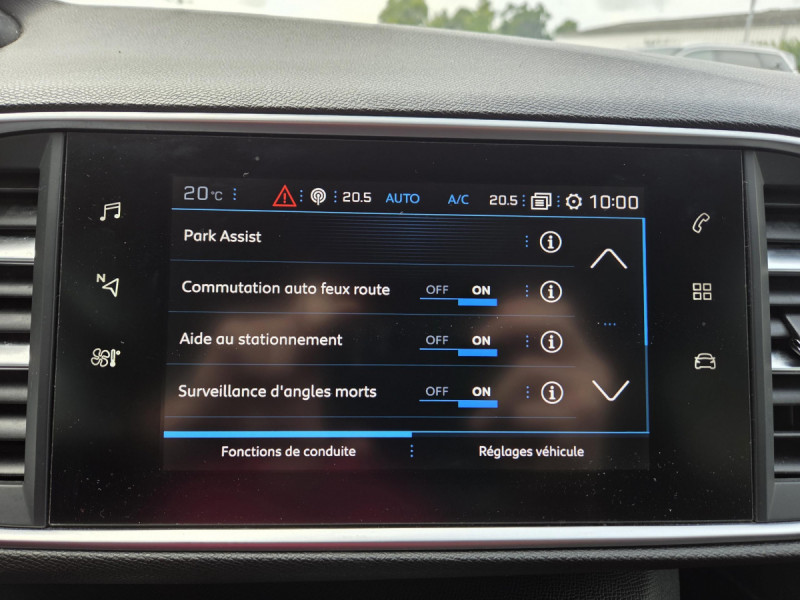 20°C 20.5 AUTO A/C 20.5 10:00
Park Assist
Commutation auto feux route OFF ON
Aide au stationnement OFF ON
Surveillance d'angles morts OFF ON
Fonctions de conduite Réglages véhicule
N